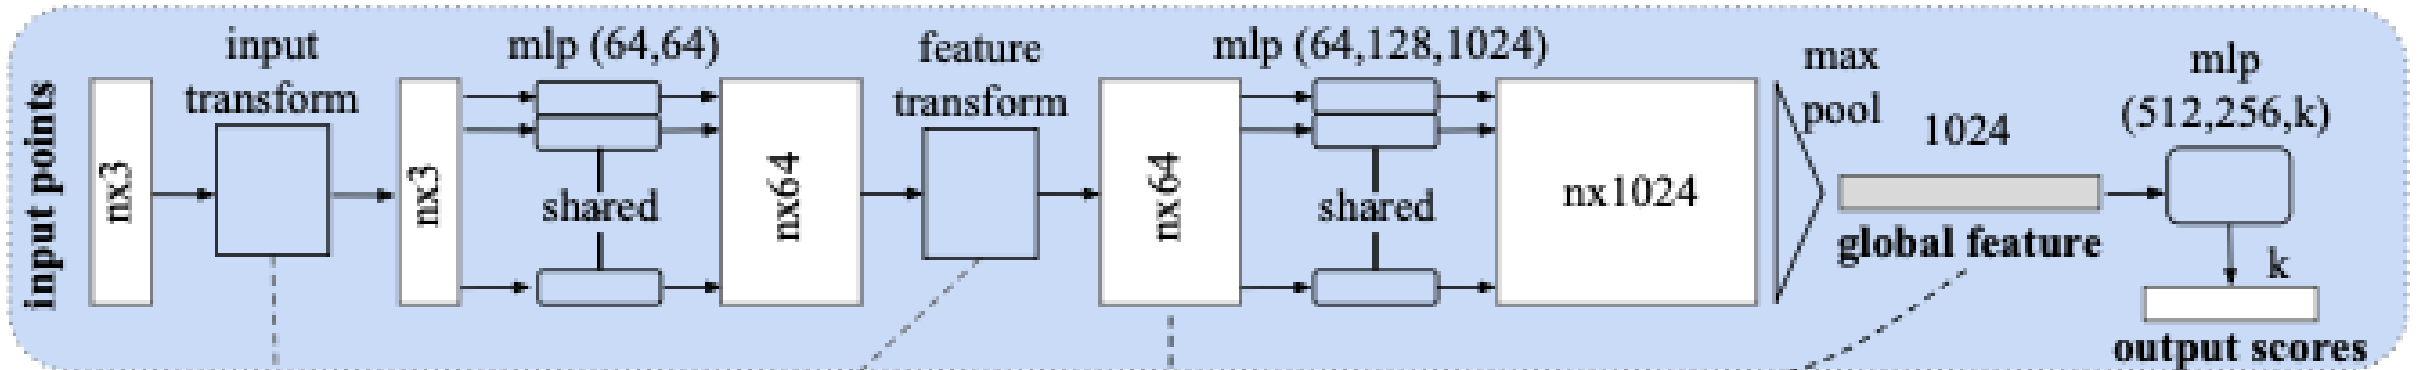 input points
nx3
input
transform
nx3
mlp (64,64)
shared
nx64
feature
transform
nx64
mlp (64,128,1024)
shared
nx1024
max
pool
1024
global feature
mlp
(512,256,k)
k
output scores